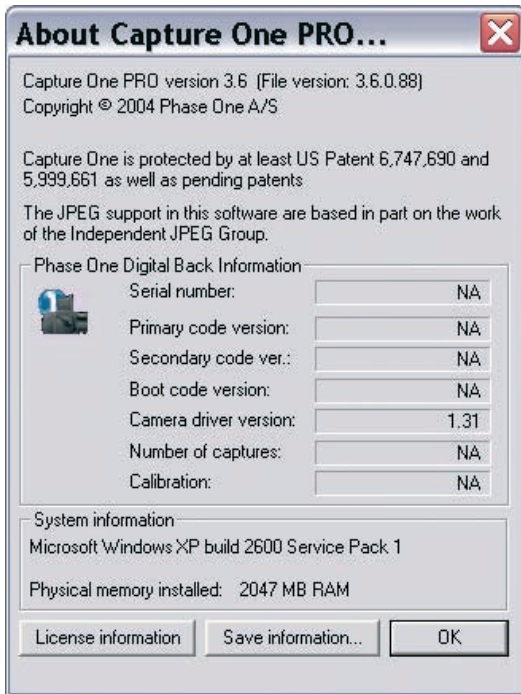 About Capture One PRO...
Capture One PRO version 3.6 (File version: 3.6.0.88)
Copyright © 2004 Phase One A/S
Capture One is protected by at least US Patent 6,747,690 and
5,999,661 as well as pending patents
The JPEG support in this software are based in part on the work
of the Independent JPEG Group.
Phase One Digital Back Information
Serial number: NA
Primary code version: NA
Secondary code ver.: NA
Boot code version: NA
Camera driver version: 1.31
Number of captures: NA
Calibration: NA
System information
Microsoft Windows XP build 2600 Service Pack 1
Physical memory installed: 2047 MB RAM
License information Save information... OK